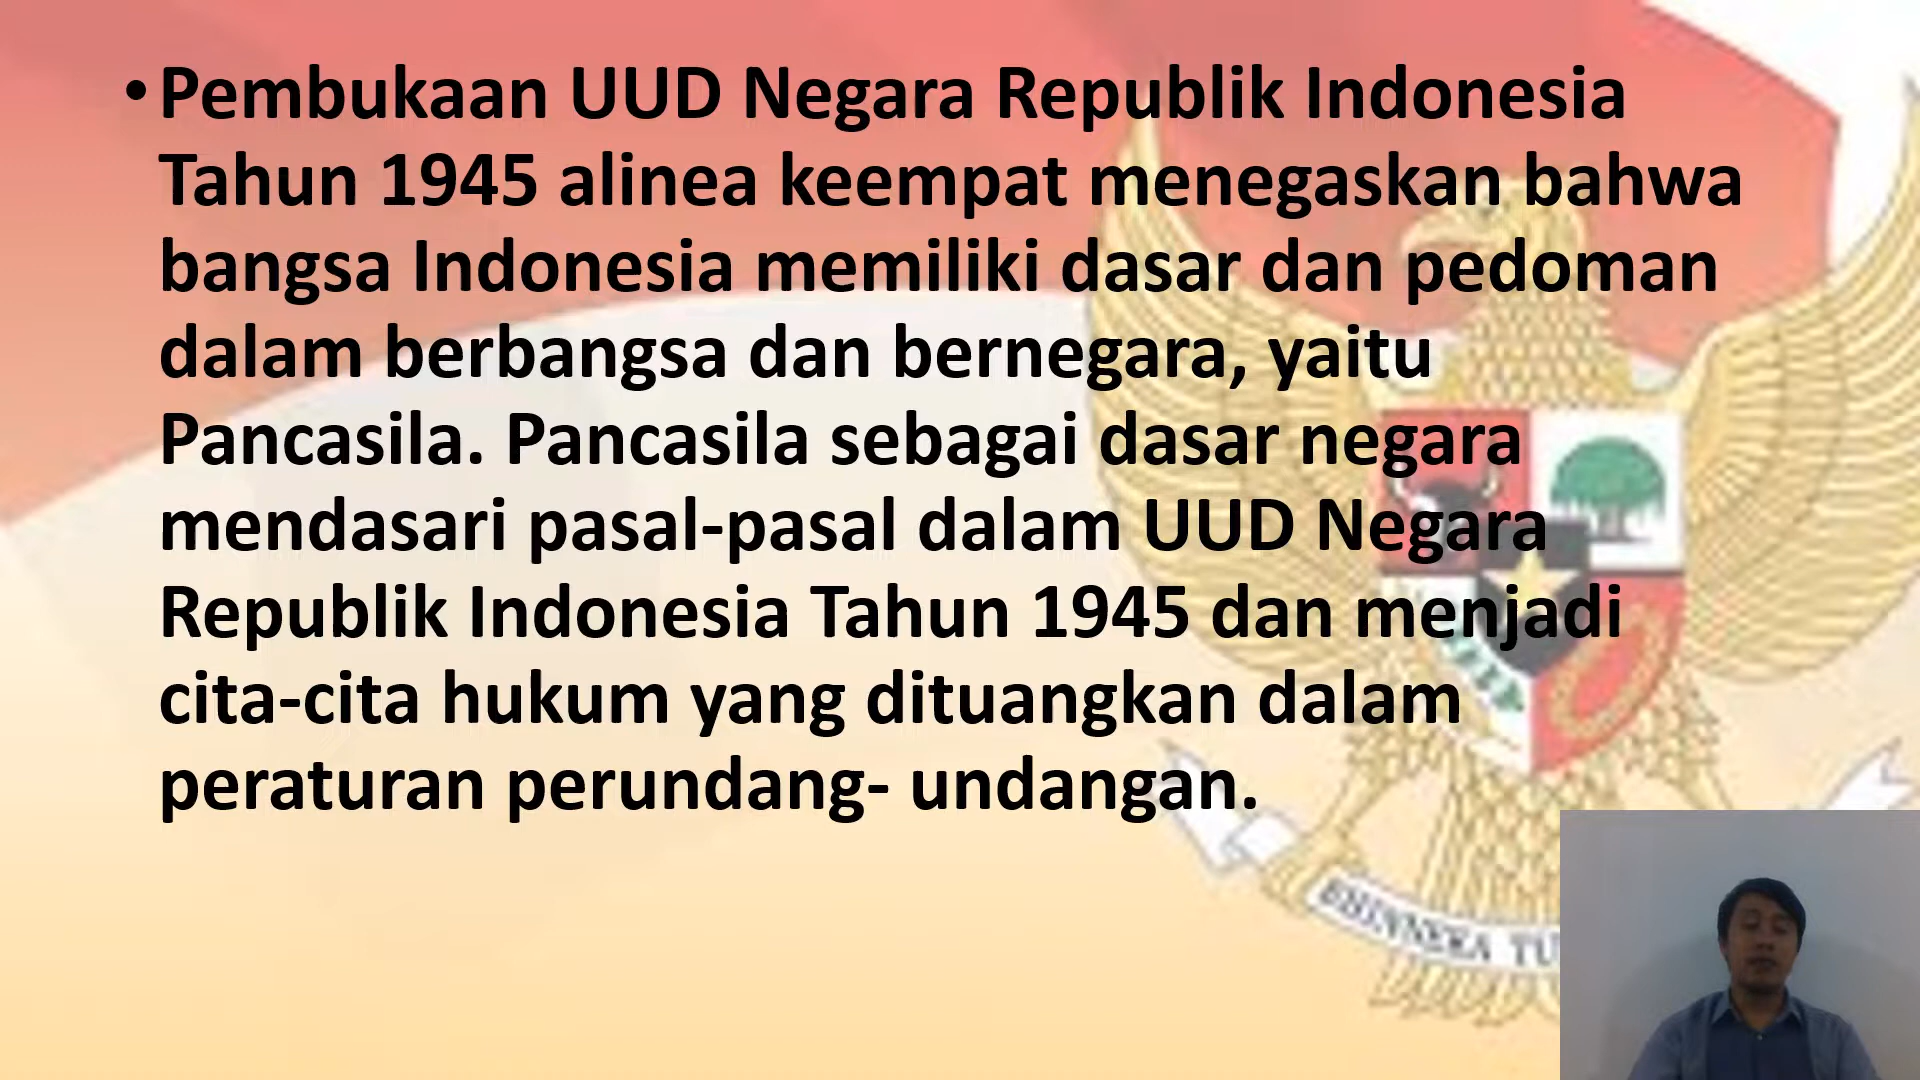 • Pembukaan UUD Negara Republik Indonesia
Tahun 1945 alinea keempat menegaskan bahwa
bangsa Indonesia memiliki dasar dan pedoman
dalam berbangsa dan bernegara, yaitu
Pancasila. Pancasila sebagai dasar negara
mendasari pasal-pasal dalam UUD Negara
Republik Indonesia Tahun 1945 dan menjadi
cita-cita hukum yang dituangkan dalam
peraturan perundang- undangan.
BHINNEKA TU